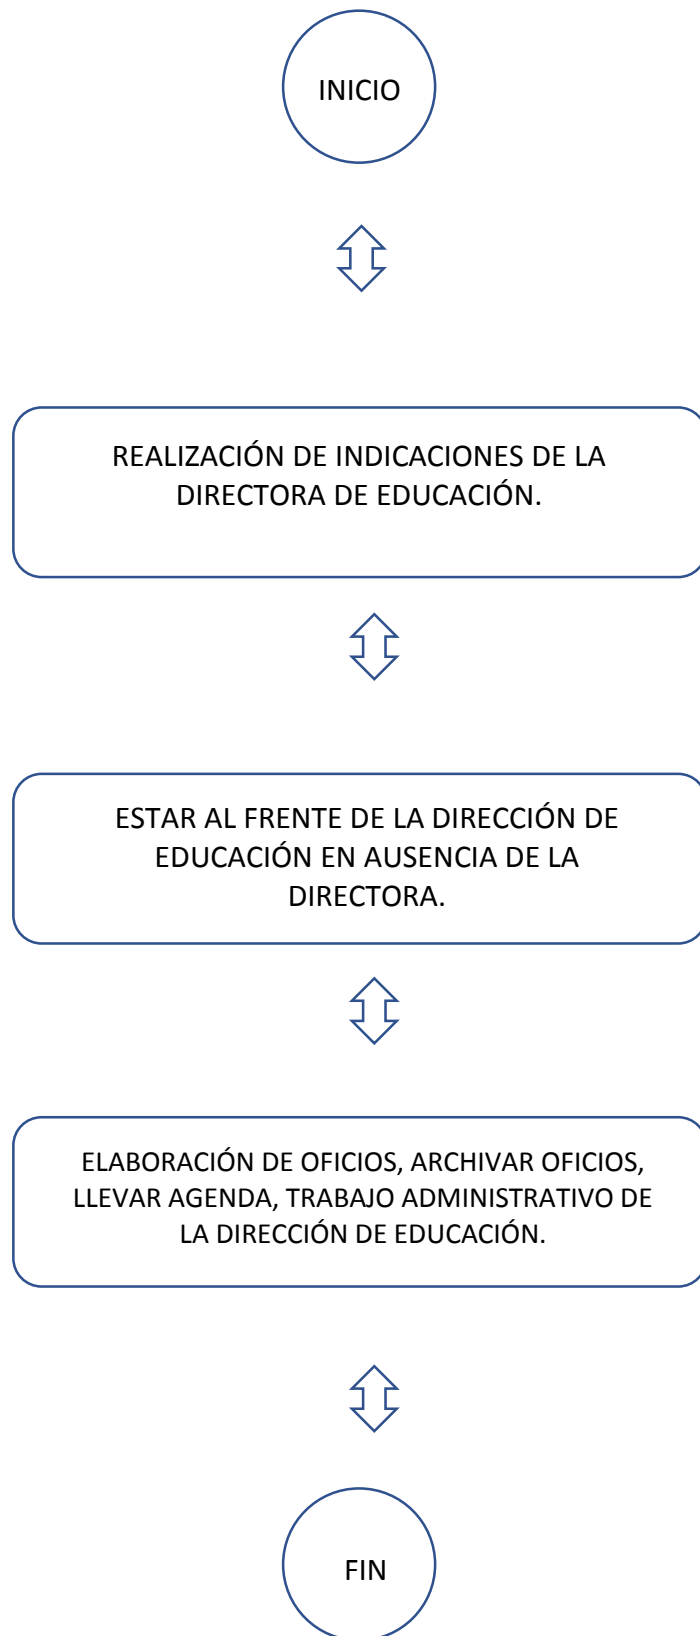 INICIO
REALIZACIÓN DE INDICACIONES DE LA
DIRECTORA DE EDUCACIÓN.
ESTAR AL FRENTE DE LA DIRECCIÓN DE
EDUCACIÓN EN AUSENCIA DE LA
DIRECTORA.
ELABORACIÓN DE OFICIOS, ARCHIVAR OFICIOS,
LLEVAR AGENDA, TRABAJO ADMINISTRATIVO DE
LA DIRECCIÓN DE EDUCACIÓN.
FIN